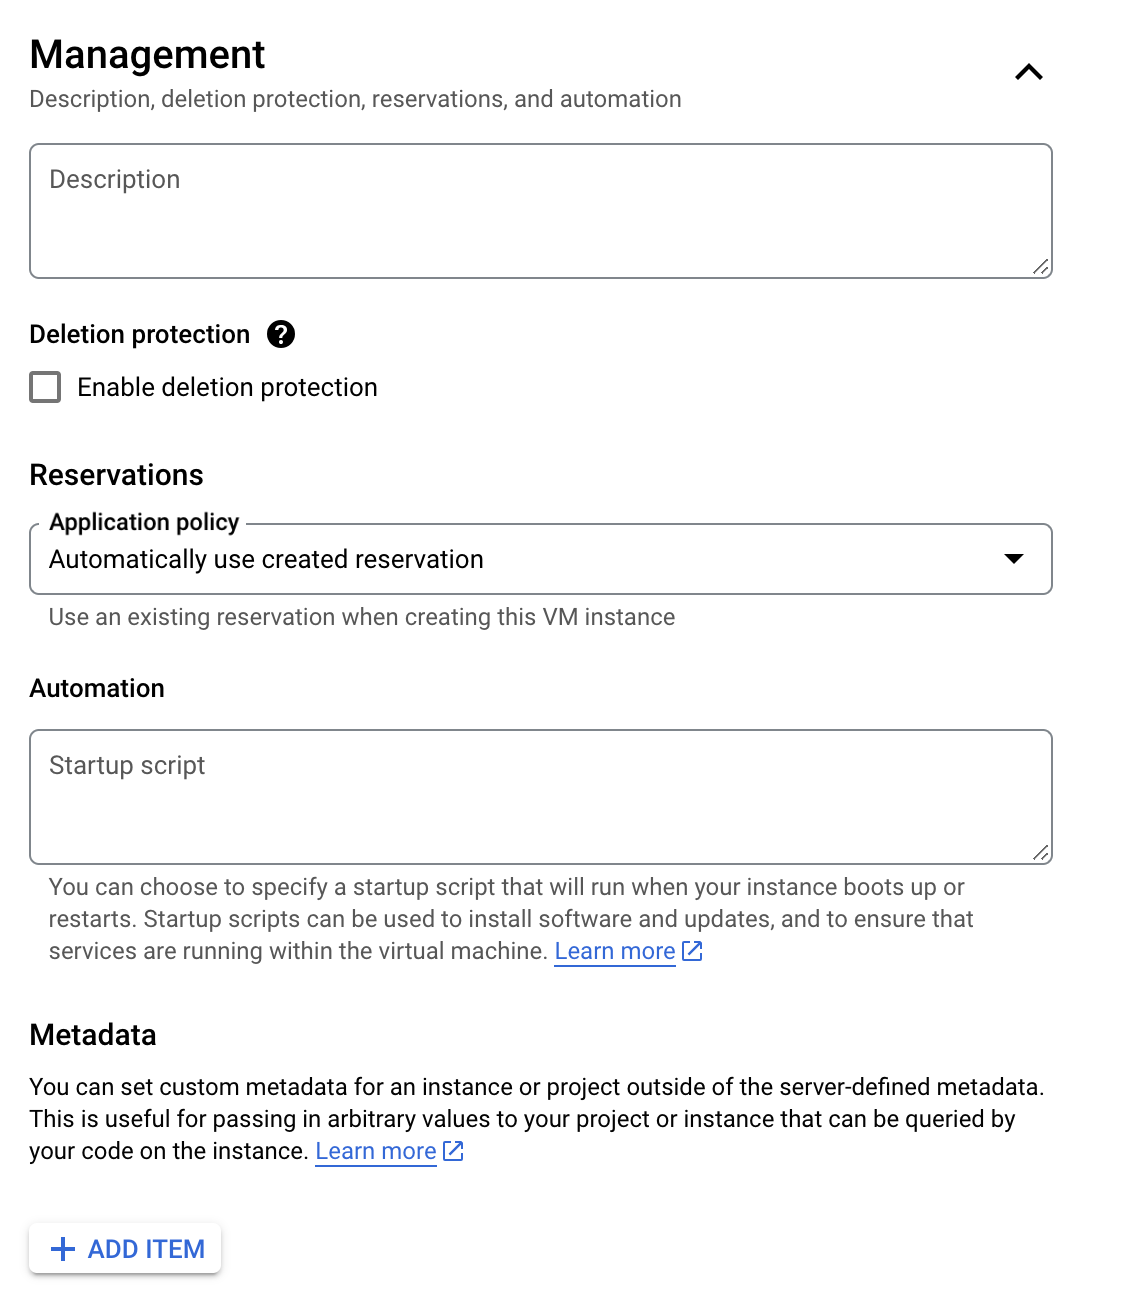 Management
Description, deletion protection, reservations, and automation
Description
Deletion protection ?
Enable deletion protection
Reservations
Application policy
Automatically use created reservation
Use an existing reservation when creating this VM instance
Automation
Startup script
You can choose to specify a startup script that will run when your instance boots up or
restarts. Startup scripts can be used to install software and updates, and to ensure that
services are running within the virtual machine. Learn more
Metadata
You can set custom metadata for an instance or project outside of the server-defined metadata.
This is useful for passing in arbitrary values to your project or instance that can be queried by
your code on the instance. Learn more
+ ADD ITEM